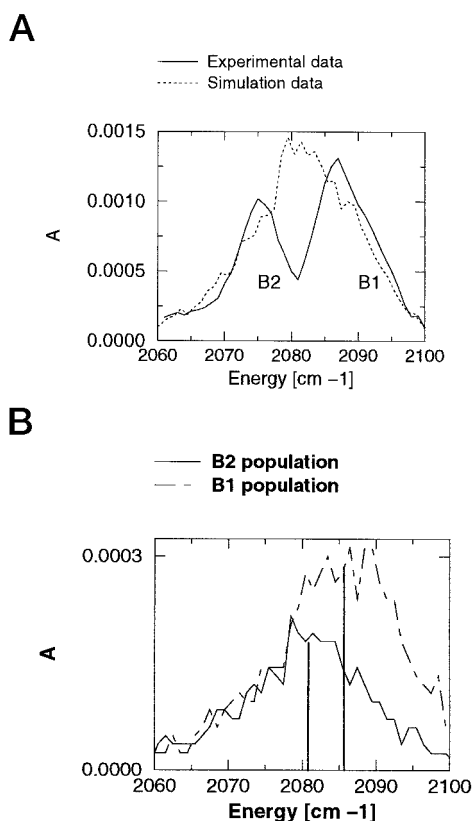 A
Experimental data
Simulation data
0.0015
0.0010
0.0005
0.0000
A
B2
B1
2060 2070 2080 2090 2100
Energy [cm –1]
B
B2 population
B1 population
0.0003
0.0000
A
2060 2070 2080 2090 2100
Energy [cm –1]